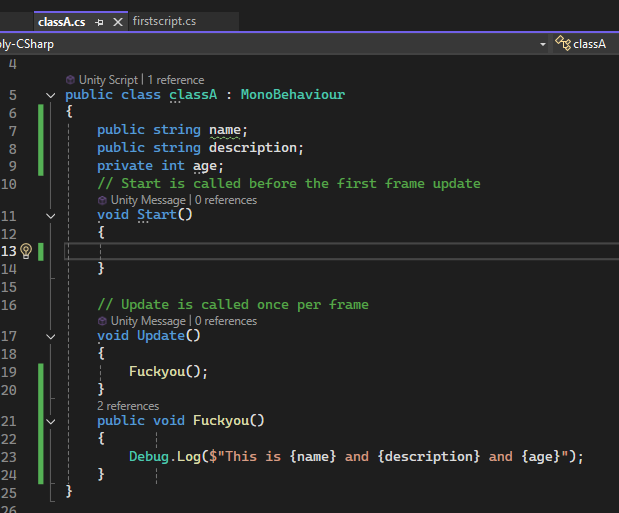 classA.cs firstscript.cs
bly-CSharp classA
4
Unity Script | 1 reference
5 public class classA : MonoBehaviour
6 {
7 public string name;
8 public string description;
9 private int age;
10 // Start is called before the first frame update
Unity Message | 0 references
11 void Start()
12 {
13
14 }
15
16 // Update is called once per frame
Unity Message | 0 references
17 void Update()
18 {
19 Fuckyou();
20 }
2 references
21 public void Fuckyou()
22 {
23 Debug.Log($"This is {name} and {description} and {age}");
24 }
25 }
26